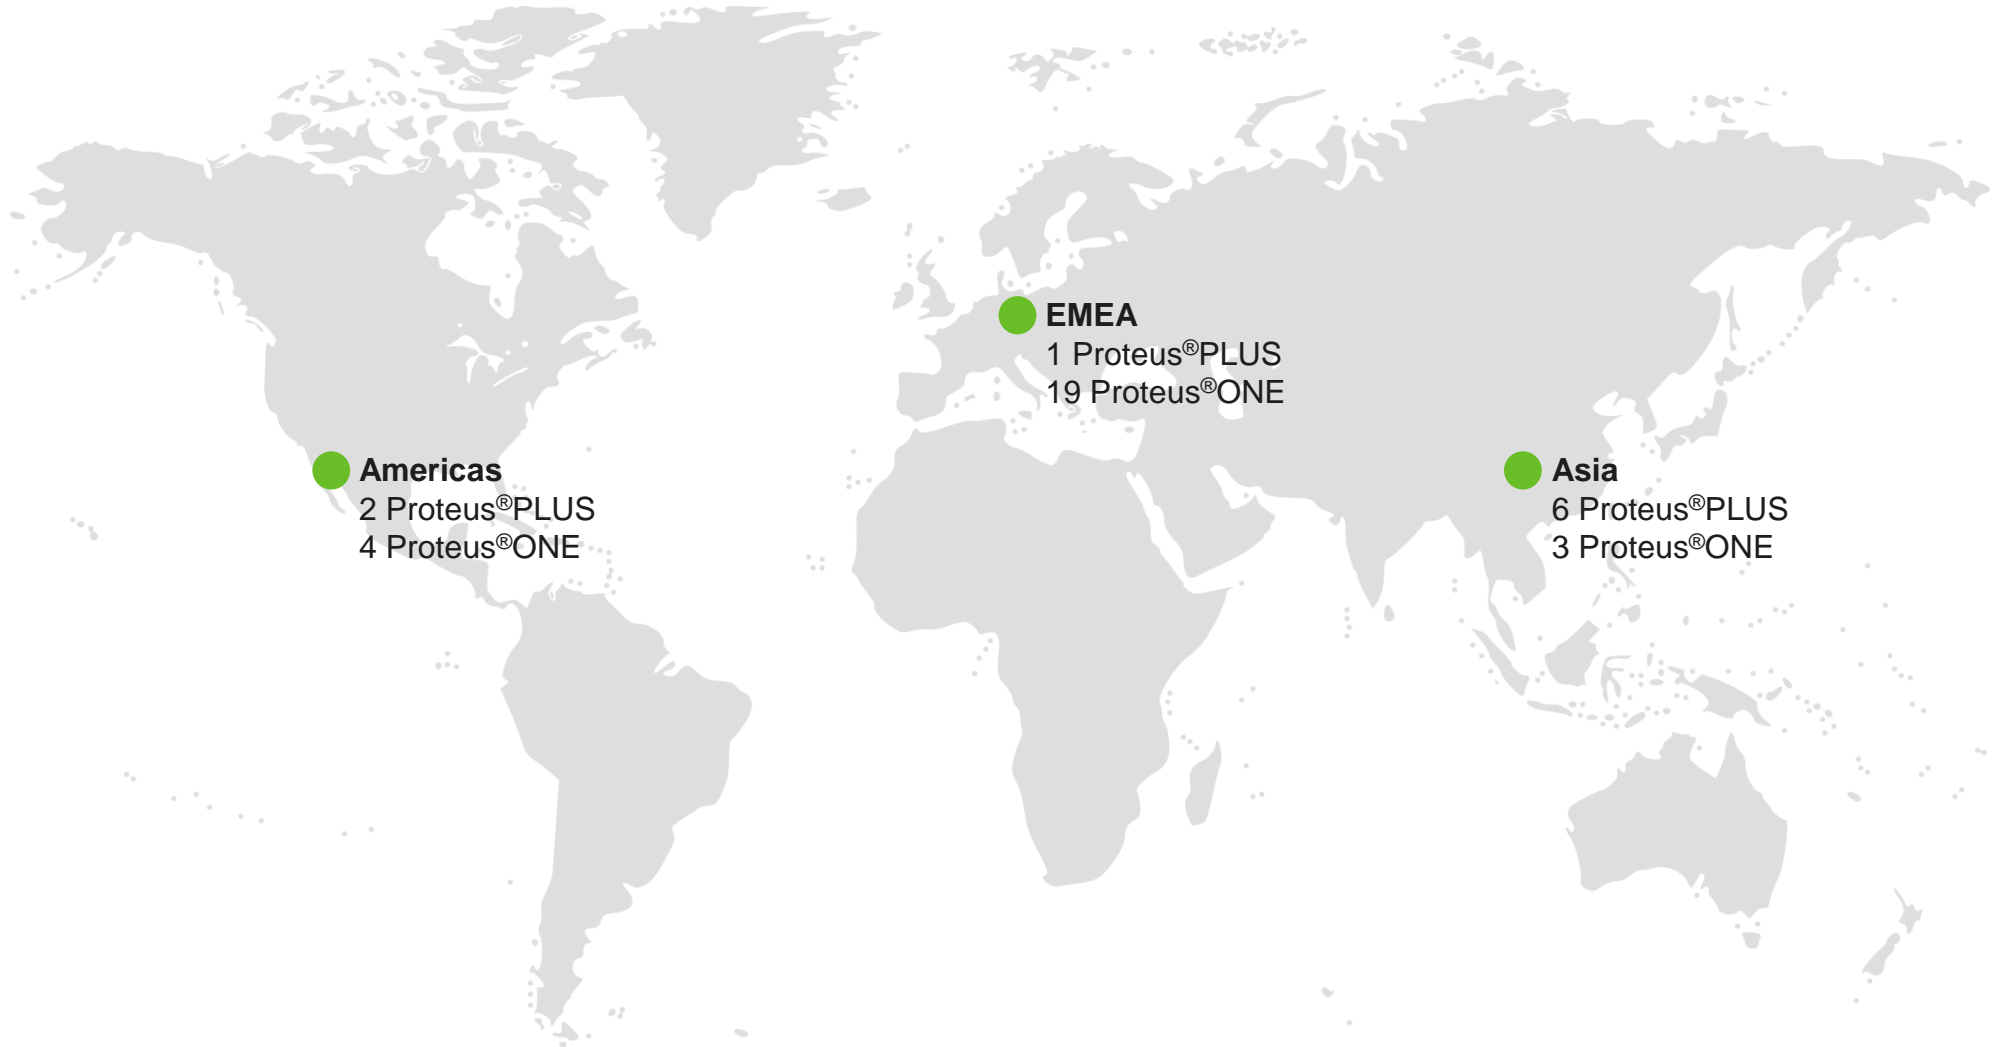 EMEA
1 Proteus®PLUS
19 Proteus®ONE
Americas
2 Proteus®PLUS
4 Proteus®ONE
Asia
6 Proteus®PLUS
3 Proteus®ONE